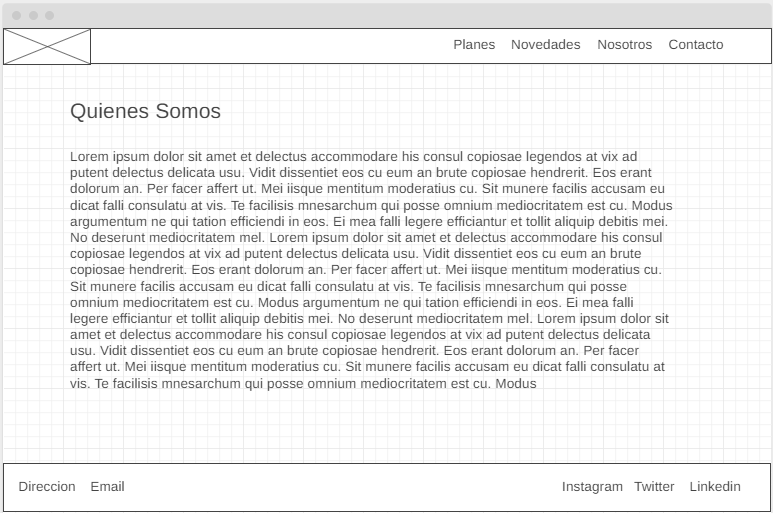 Planes Novedades Nosotros Contacto
Quienes Somos
Lorem ipsum dolor sit amet et delectus accommodare his consul copiosae legendos at vix ad
putent delectus delicata usu. Vidit dissentiet eos cu eum an brute copiosae hendrerit. Eos erant
dolorum an. Per facer affert ut. Mei iisque mentitum moderatius cu. Sit munere facilis accusam eu
dicat falli consulatu at vis. Te facilisis mnesarchum qui posse omnium mediocritatem est cu. Modus
argumentum ne qui tation efficiendi in eos. Ei mea falli legere efficiantur et tollit aliquip debitis mei.
No deserunt mediocritatem mel. Lorem ipsum dolor sit amet et delectus accommodare his consul
copiosae legendos at vix ad putent delectus delicata usu. Vidit dissentiet eos cu eum an brute
copiosae hendrerit. Eos erant dolorum an. Per facer affert ut. Mei iisque mentitum moderatius cu.
Sit munere facilis accusam eu dicat falli consulatu at vis. Te facilisis mnesarchum qui posse
omnium mediocritatem est cu. Modus argumentum ne qui tation efficiendi in eos. Ei mea falli
legere efficiantur et tollit aliquip debitis mei. No deserunt mediocritatem mel. Lorem ipsum dolor sit
amet et delectus accommodare his consul copiosae legendos at vix ad putent delectus delicata
usu. Vidit dissentiet eos cu eum an brute copiosae hendrerit. Eos erant dolorum an. Per facer
affert ut. Mei iisque mentitum moderatius cu. Sit munere facilis accusam eu dicat falli consulatu at
vis. Te facilisis mnesarchum qui posse omnium mediocritatem est cu. Modus
Direccion Email Instagram Twitter Linkedin